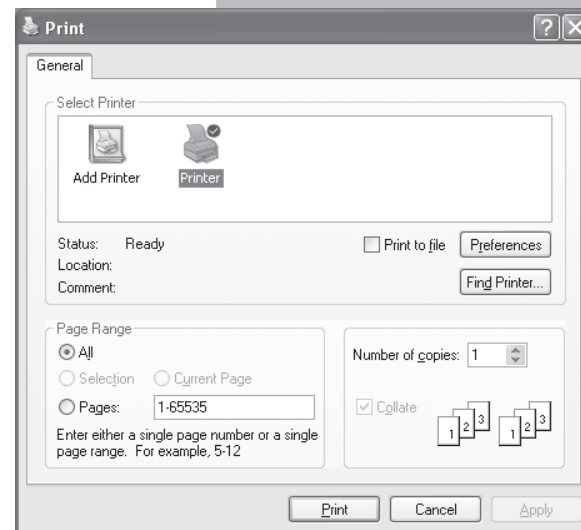 Print
General
Select Printer
Add Printer
Printer
Status: Ready
Location:
Comment:
Print to file
Preferences
Find Printer...
Page Range
All
Selection Current Page
Pages: 1-65535
Enter either a single page number or a single
page range. For example, 5-12
Number of copies: 1
Collate
1 2 3 1 2 3
Print Cancel Apply